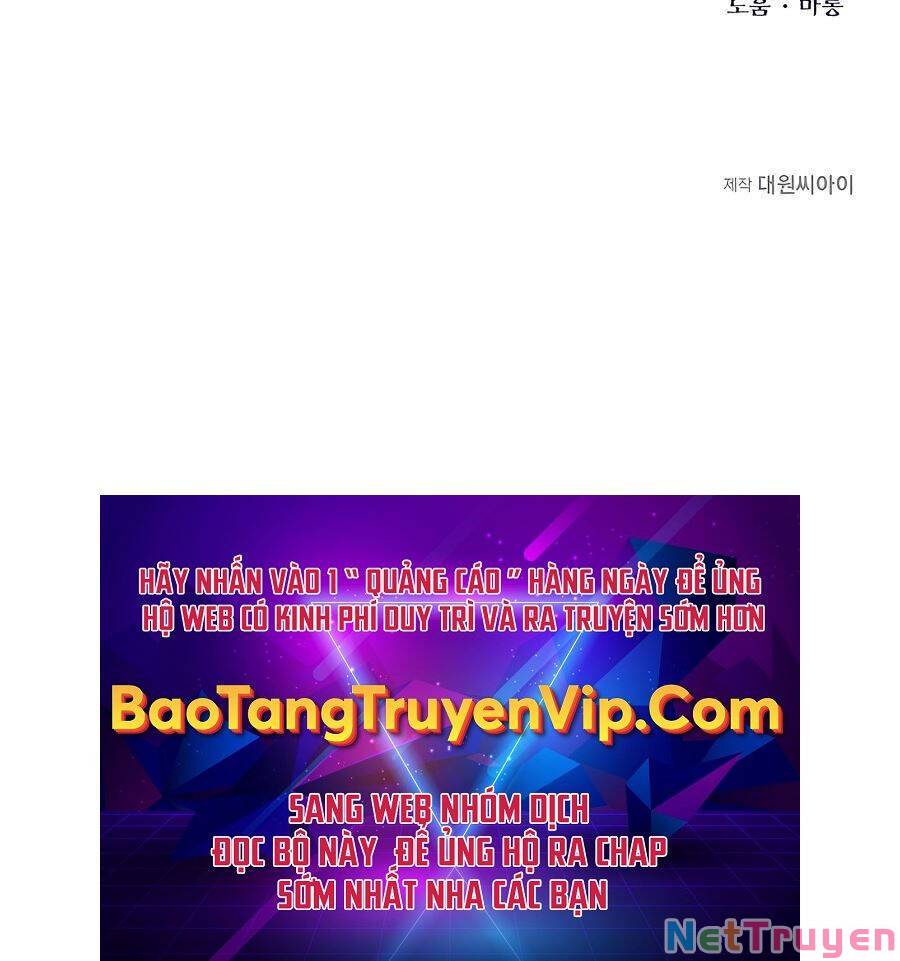 도움 · 마롱
제작 대원씨아이
HÃY NHẤN VÀO 1 “ QUẢNG CÁO ” HÀNG NGÀY ĐỂ ỦNG
HỘ WEB CÓ KINH PHÍ DUY TRÌ VÀ RA TRUYỆN SỚM HƠN
BaoTangTruyenVip.Com
SANG WEB NHÓM DỊCH
ĐỌC BỘ NÀY ĐỂ ỦNG HỘ RA CHAP
SỚM NHẤT NHA CÁC BẠN
NetTruyen